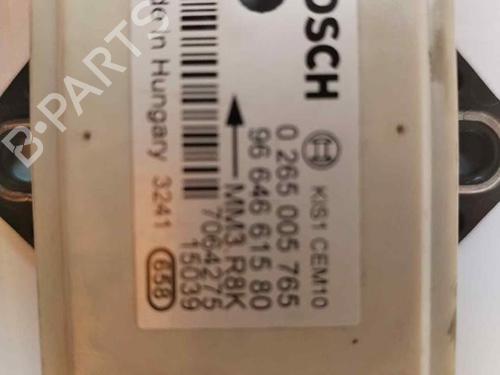 BOSCH
KIS1 CEM10
0 265 005 765
96 646 615 80
MM3 R8K
7064275
15039
in Hungary 3241
658
B-PARTS